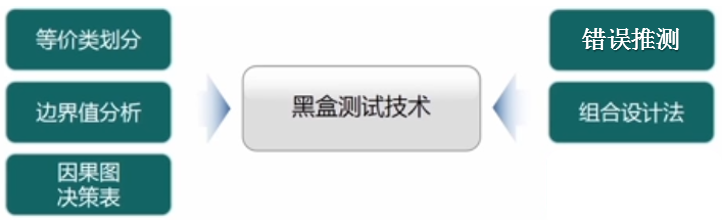 等价类划分
边界值分析
因果图
决策表
黑盒测试技术
错误推测
组合设计法